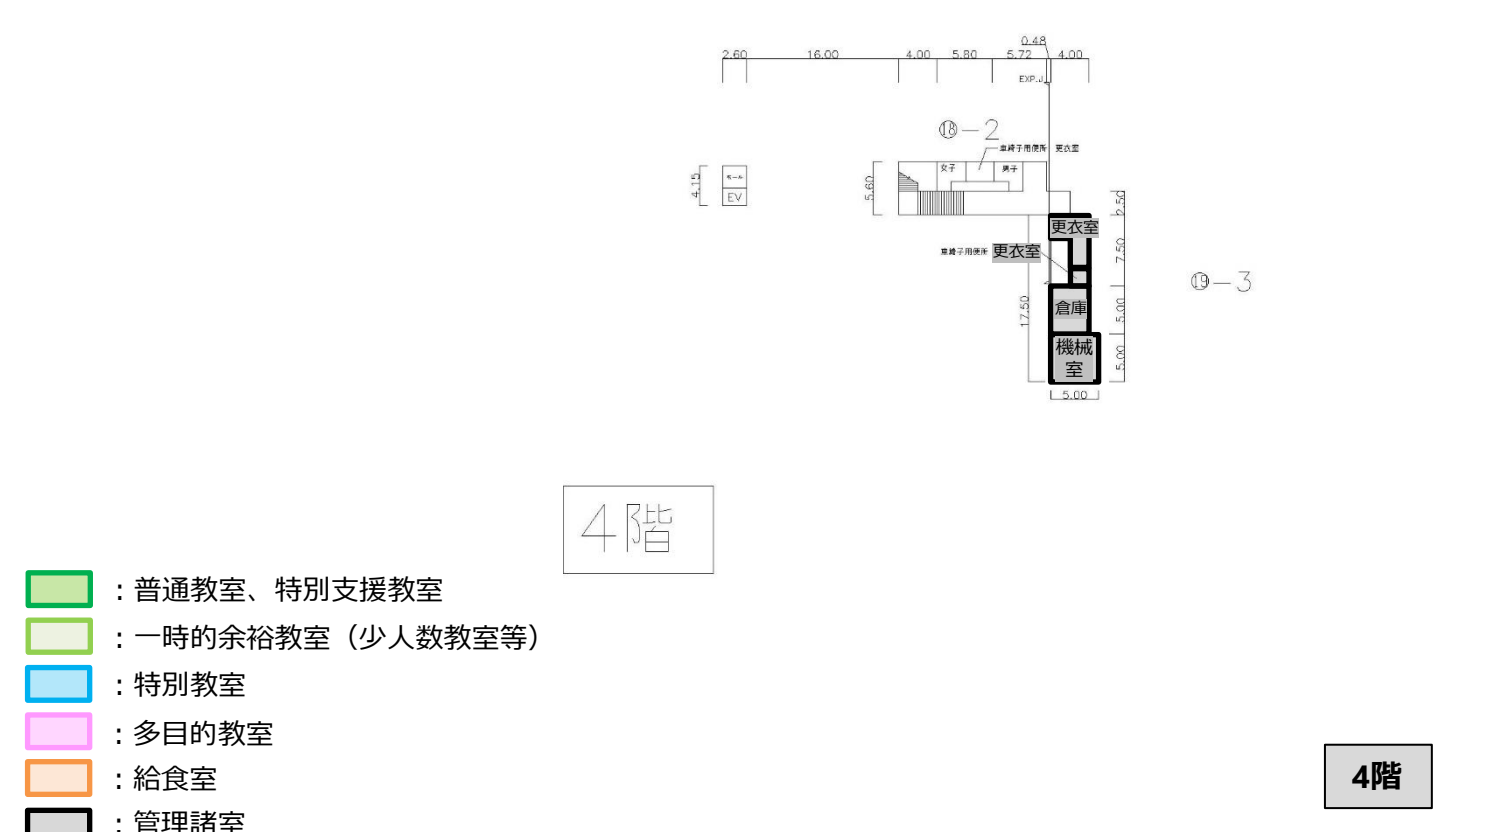 0.48
2.60 16.00 4.00 5.80 5.72 4.00
EXP.J
⑱－2
車椅子用便所 更衣室
女子 男子
4.15
ホール
EV
5.60
2.50
更衣室
7.50
車椅子用便所 更衣室
⑲－3
17.50
倉庫
5.00
機械
室
5.00
5.00
4階
：普通教室、特別支援教室
：一時的余裕教室（少人数教室等）
：特別教室
：多目的教室
：給食室
4階
：管理諸室